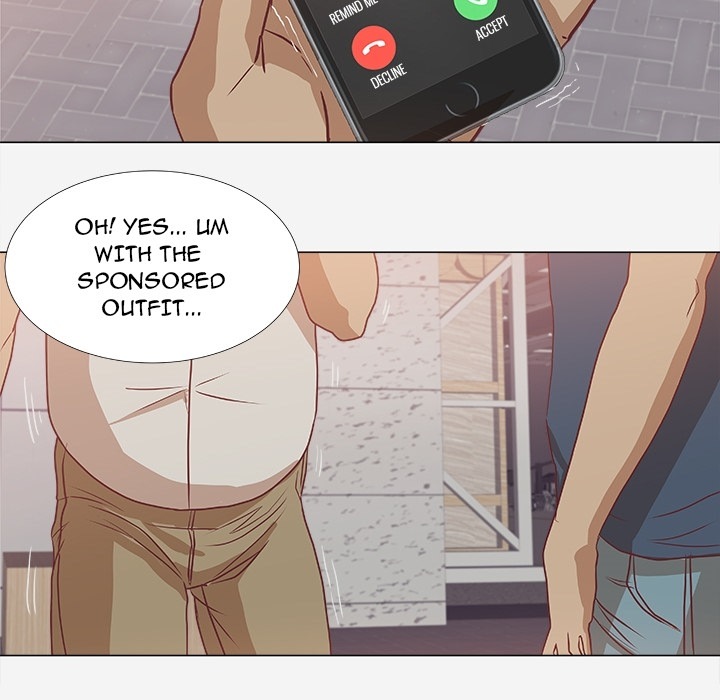 REMIND ME
ACCEPT
DECLINE
OH! YES... UM
WITH THE
SPONSORED
OUTFIT...